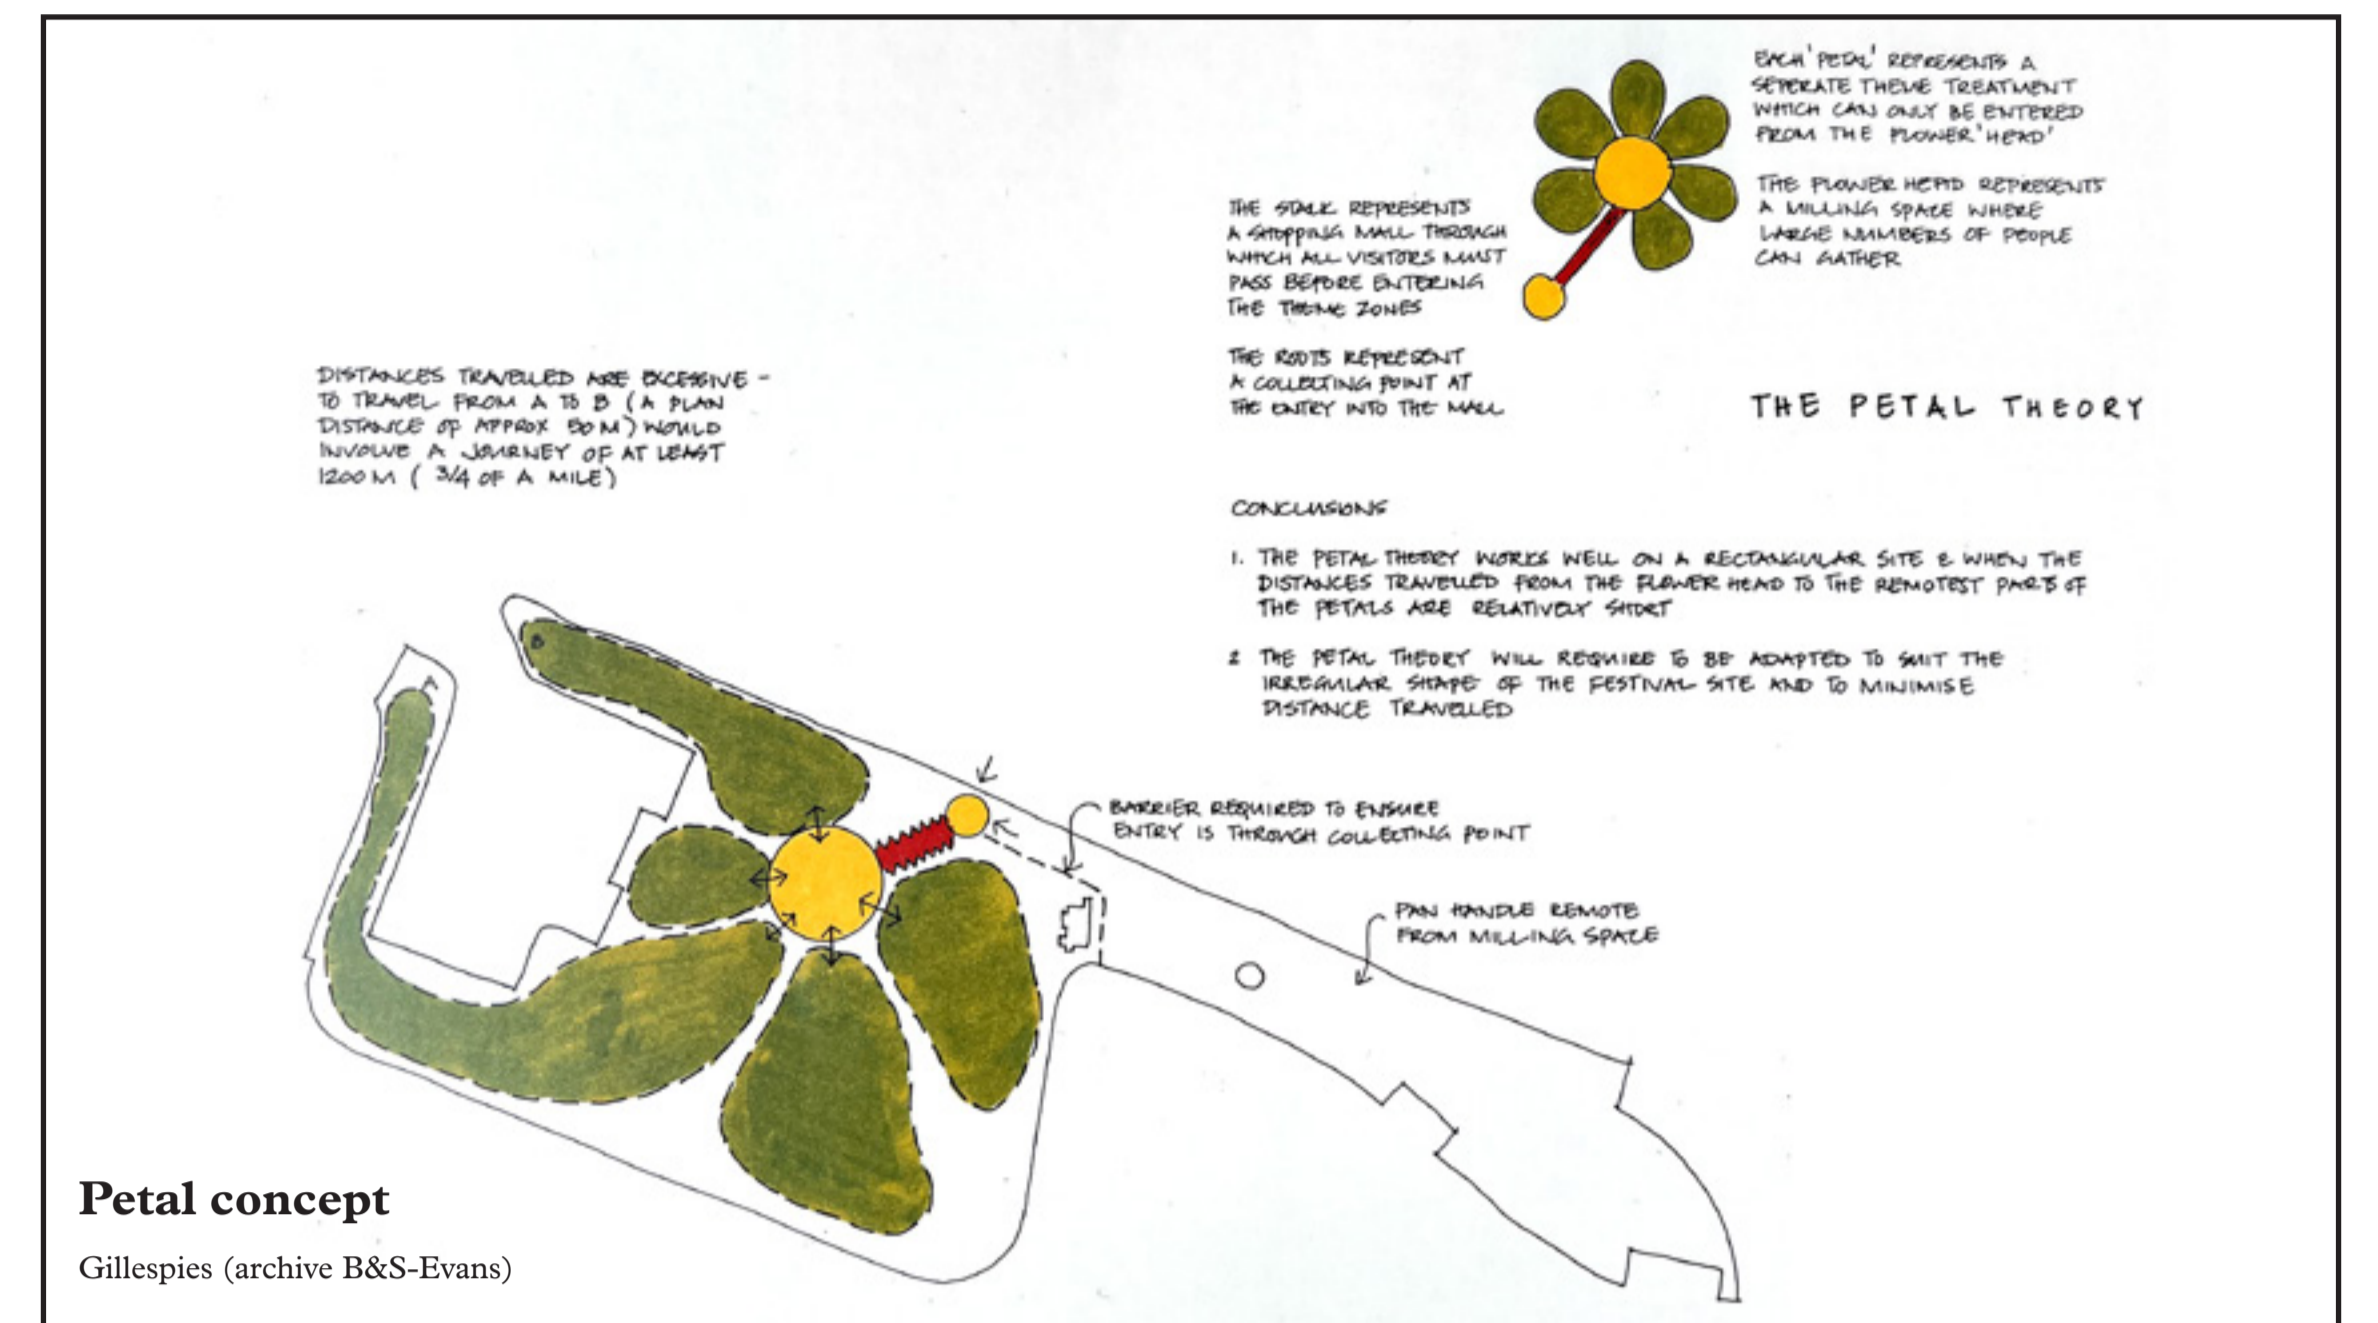 EACH 'PETAL' REPRESENTS A
SEPERATE THEME TREATMENT
WHICH CAN ONLY BE ENTERED
FROM THE FLOWER 'HEAD'
THE FLOWER HEAD REPRESENTS
A MILLING SPACE WHERE
LARGE NUMBERS OF PEOPLE
CAN GATHER
THE STALK REPRESENTS
A SHOPPING MALL THROUGH
WHICH ALL VISITORS MUST
PASS BEFORE ENTERING
THE THEME ZONES
THE ROOTS REPRESENT
A COLLECTING POINT AT
THE ENTRY INTO THE MALL
THE PETAL THEORY
DISTANCES TRAVELLED ARE EXCESSIVE -
TO TRAVEL FROM A TO B (A PLAN
DISTANCE OF APPROX 50 M) WOULD
INVOLVE A JOURNEY OF AT LEAST
1200 M ( 3/4 OF A MILE)
CONCLUSIONS
1. THE PETAL THEORY WORKS WELL ON A RECTANGULAR SITE & WHEN THE
DISTANCES TRAVELLED FROM THE FLOWER HEAD TO THE REMOTEST PARTS OF
THE PETALS ARE RELATIVELY SHORT
2 THE PETAL THEORY WILL REQUIRE TO BE ADAPTED TO SUIT THE
IRREGULAR SHAPE OF THE FESTIVAL SITE AND TO MINIMISE
DISTANCE TRAVELLED
B
A
BARRIER REQUIRED TO ENSURE
ENTRY IS THROUGH COLLECTING POINT
PAN HANDLE REMOTE
FROM MILLING SPACE
Petal concept
Gillespies (archive B&S-Evans)